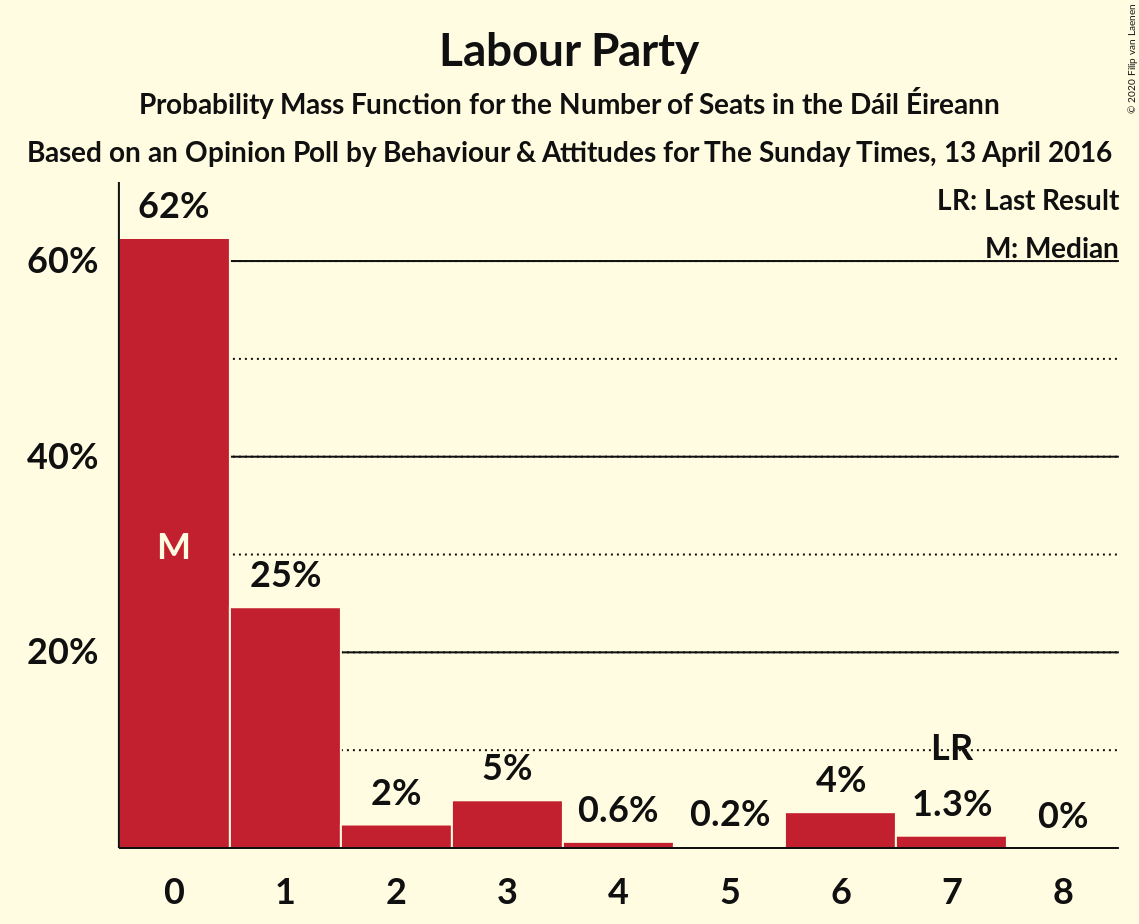 Labour Party
Probability Mass Function for the Number of Seats in the Dáil Éireann
Based on an Opinion Poll by Behaviour & Attitudes for The Sunday Times, 13 April 2016
© 2020 Filip van Laenen
LR: Last Result
M: Median
62%
60%
40%
M
25%
20%
LR
5%
4%
2%
1.3%
0.6%
0.2%
0%
0 1 2 3 4 5 6 7 8